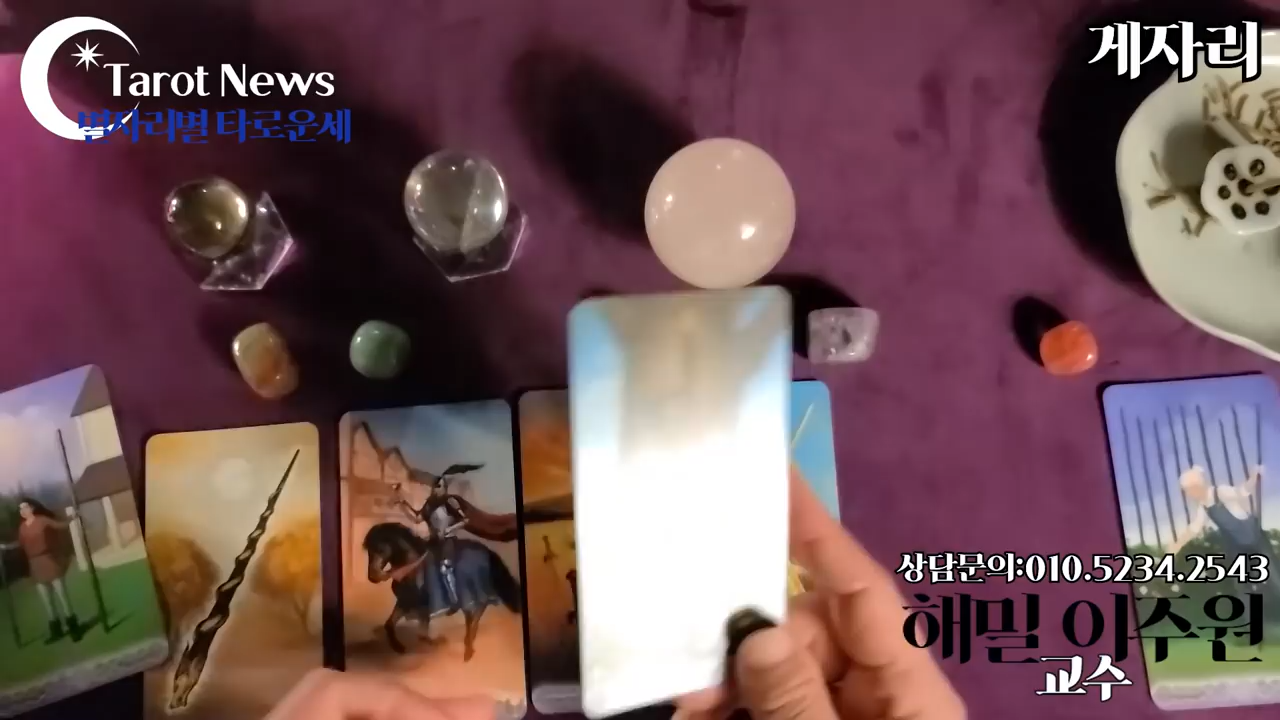 Tarot News
별자리별 타로운세
게자리
상담문의:010.5234.2543
해밀 이주원
교수